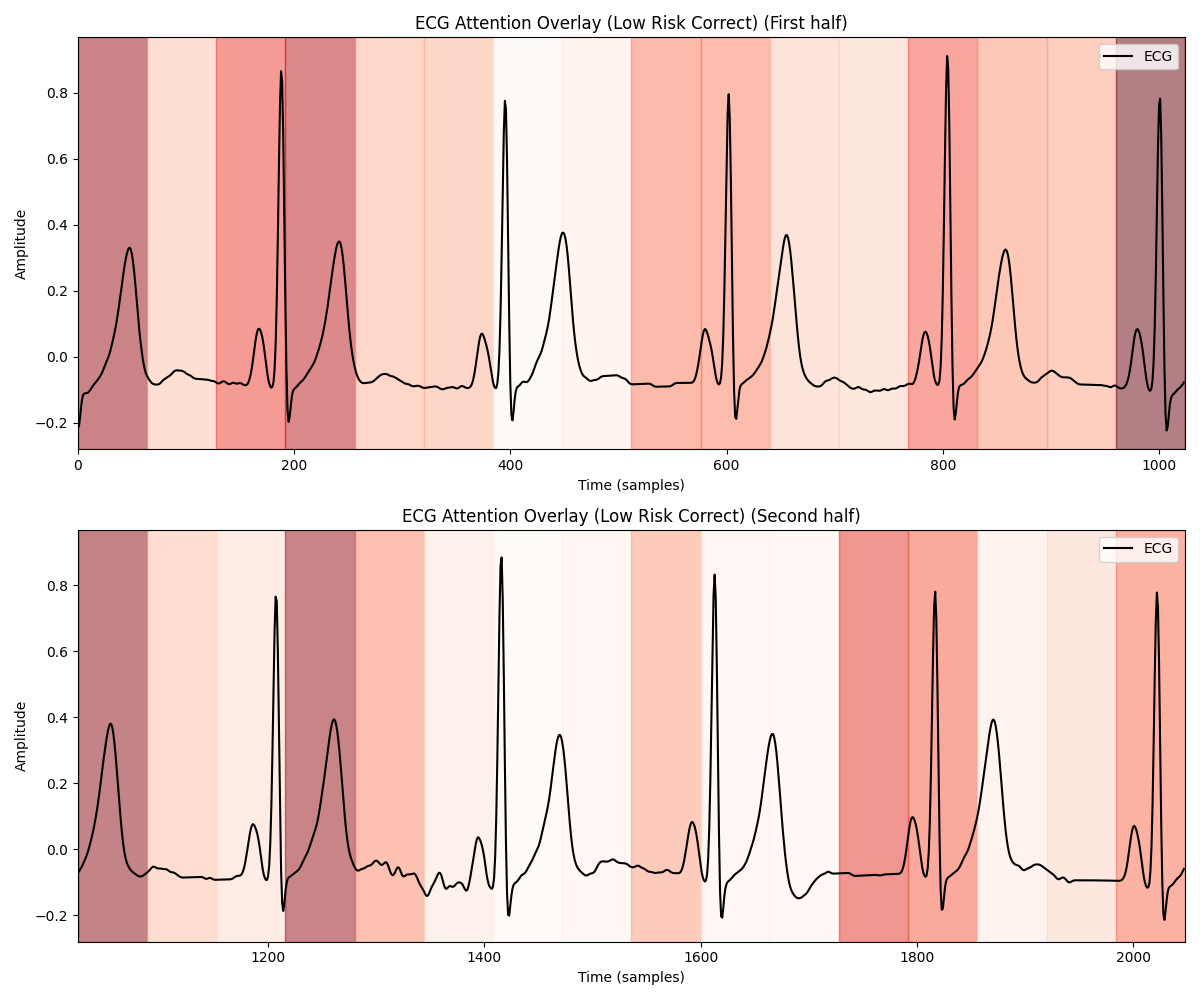 ECG Attention Overlay (Low Risk Correct) (First half)
ECG
Amplitude
0.8
0.6
0.4
0.2
0.0
−0.2
0 200 400 600 800 1000
Time (samples)
ECG Attention Overlay (Low Risk Correct) (Second half)
ECG
Amplitude
0.8
0.6
0.4
0.2
0.0
−0.2
1200 1400 1600 1800 2000
Time (samples)